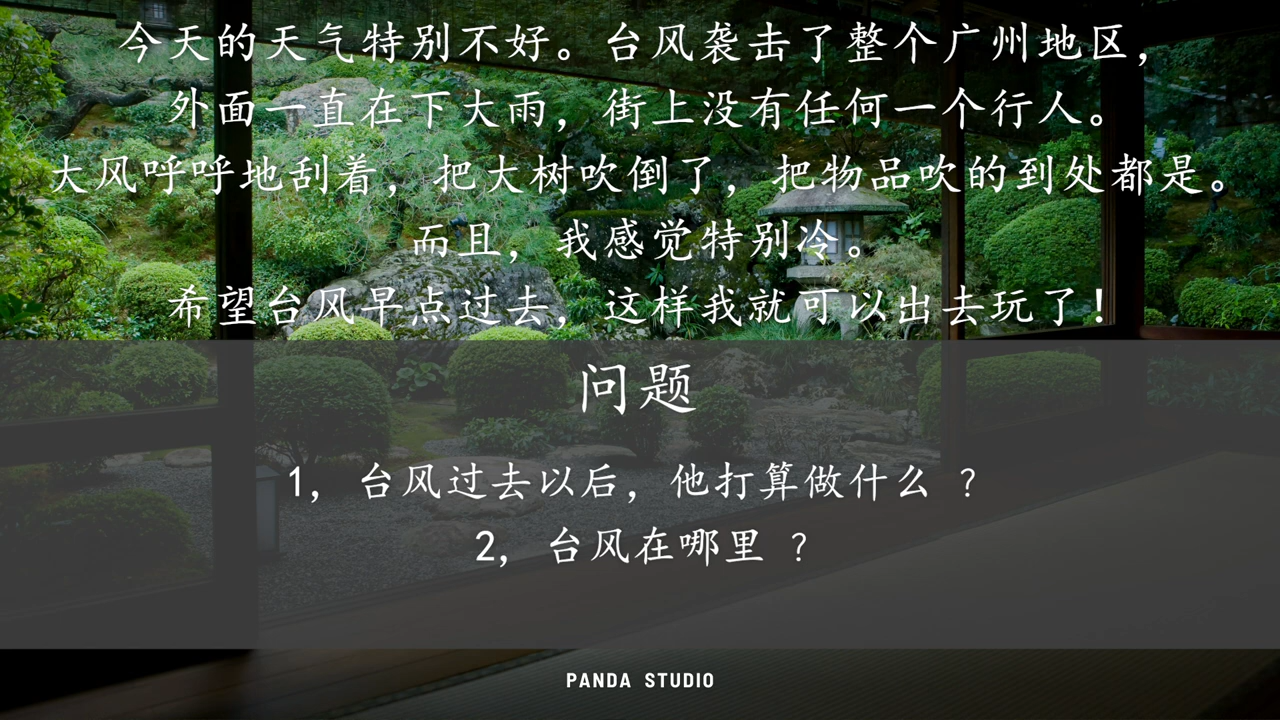 今天的天气特别不好。台风袭击了整个广州地区，
外面一直在下大雨，街上没有任何一个行人。
大风呼呼地刮着，把大树吹倒了，把物品吹的到处都是。
而且，我感觉特别冷。
希望台风早点过去，这样我就可以出去玩了！
问题
1，台风过去以后，他打算做什么 ？
2，台风在哪里 ？
PANDA STUDIO